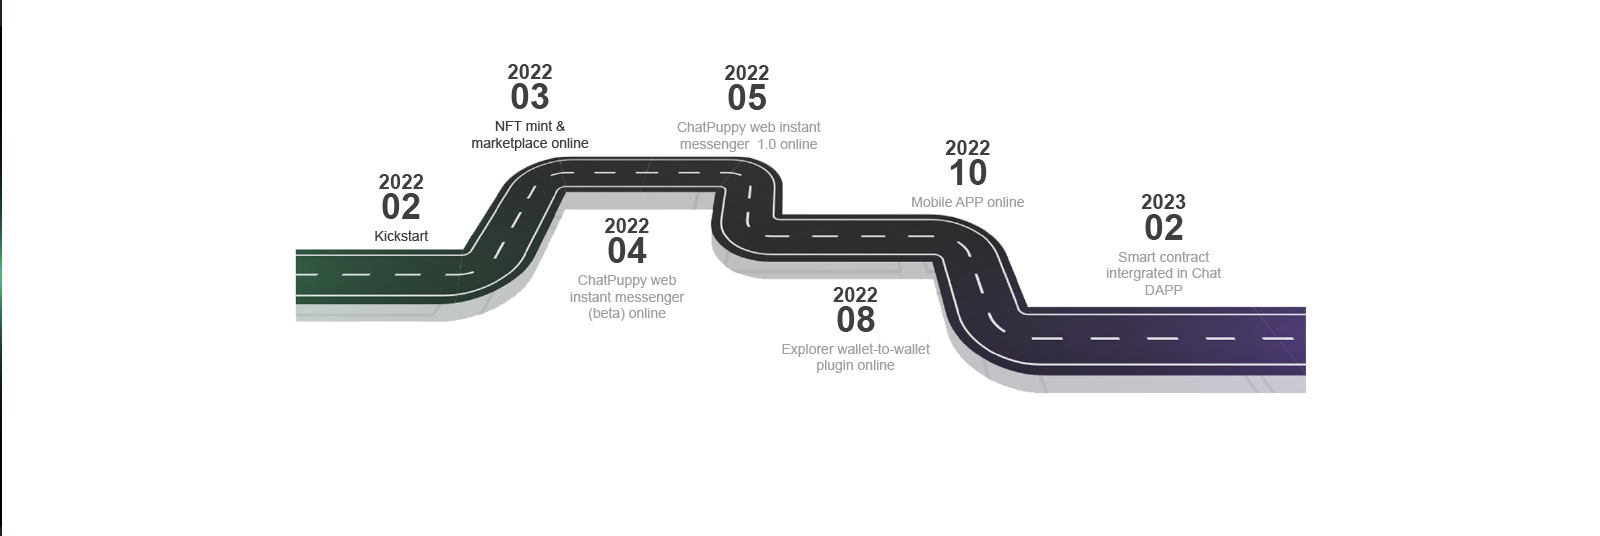 2022
02
Kickstart
2022
03
NFT mint &
marketplace online
2022
04
ChatPuppy web
instant messenger
(beta) online
2022
05
ChatPuppy web instant
messenger  1.0 online
2022
08
Explorer wallet-to-wallet
plugin online
2022
10
Mobile APP online
2023
02
Smart contract
intergrated in Chat
DAPP